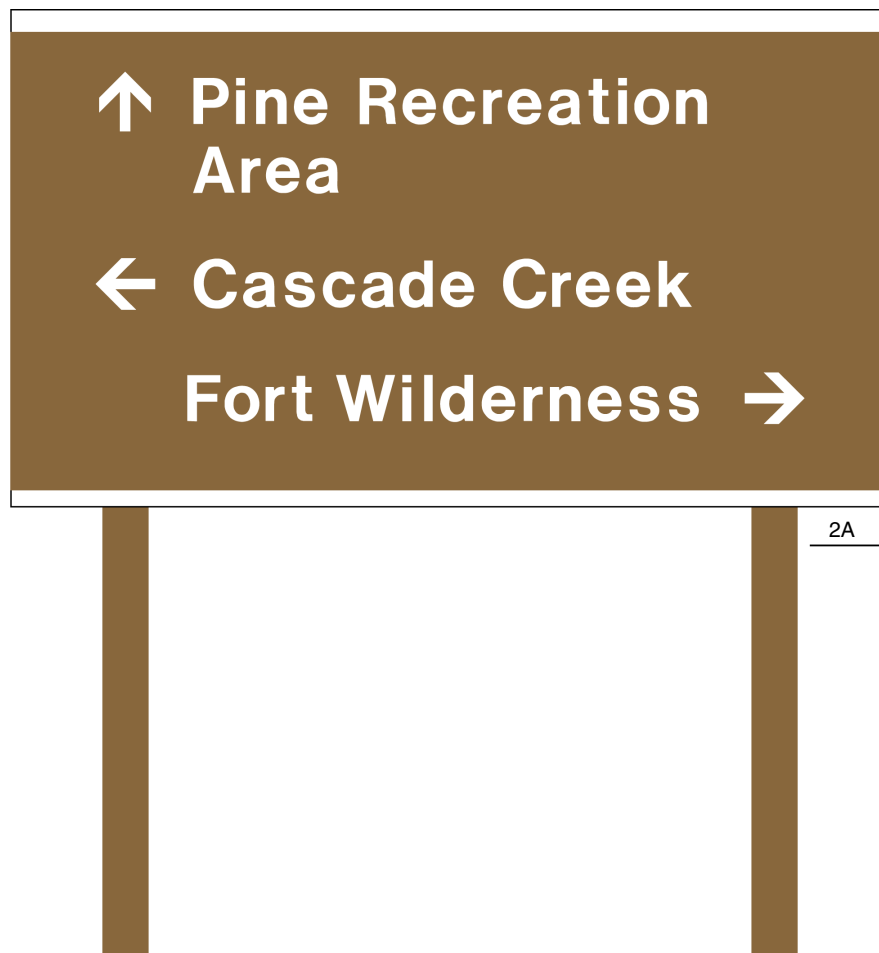 ↑ Pine Recreation
Area
← Cascade Creek
Fort Wilderness →
2A